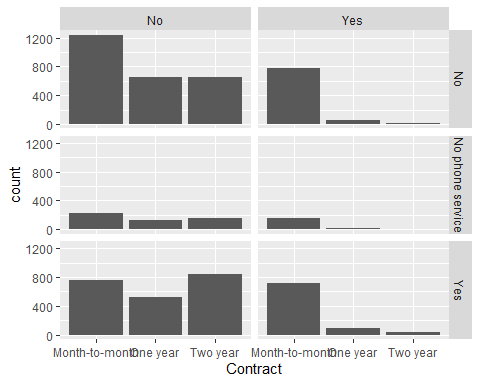 No Yes
1200
800
400
0
No
1200
800
400
0
No phone service
1200
800
400
0
Yes
count
Month-to-month One year Two year Month-to-month One year Two year
Contract